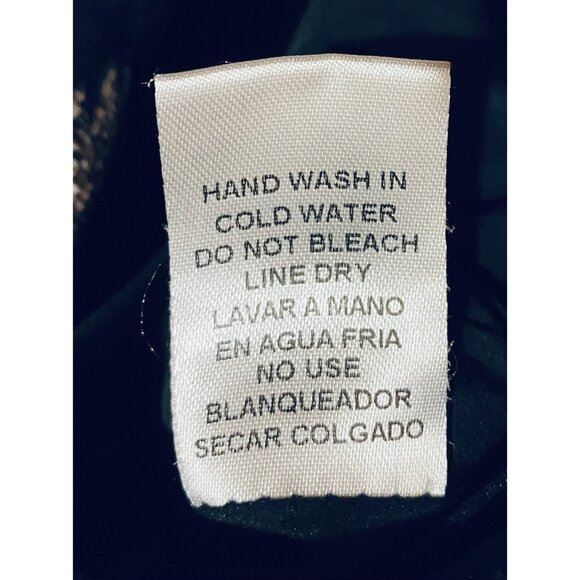 HAND WASH IN
COLD WATER
DO NOT BLEACH
LINE DRY
LAVAR A MANO
EN AGUA FRIA
NO USE
BLANQUEADOR
SECAR COLGADO